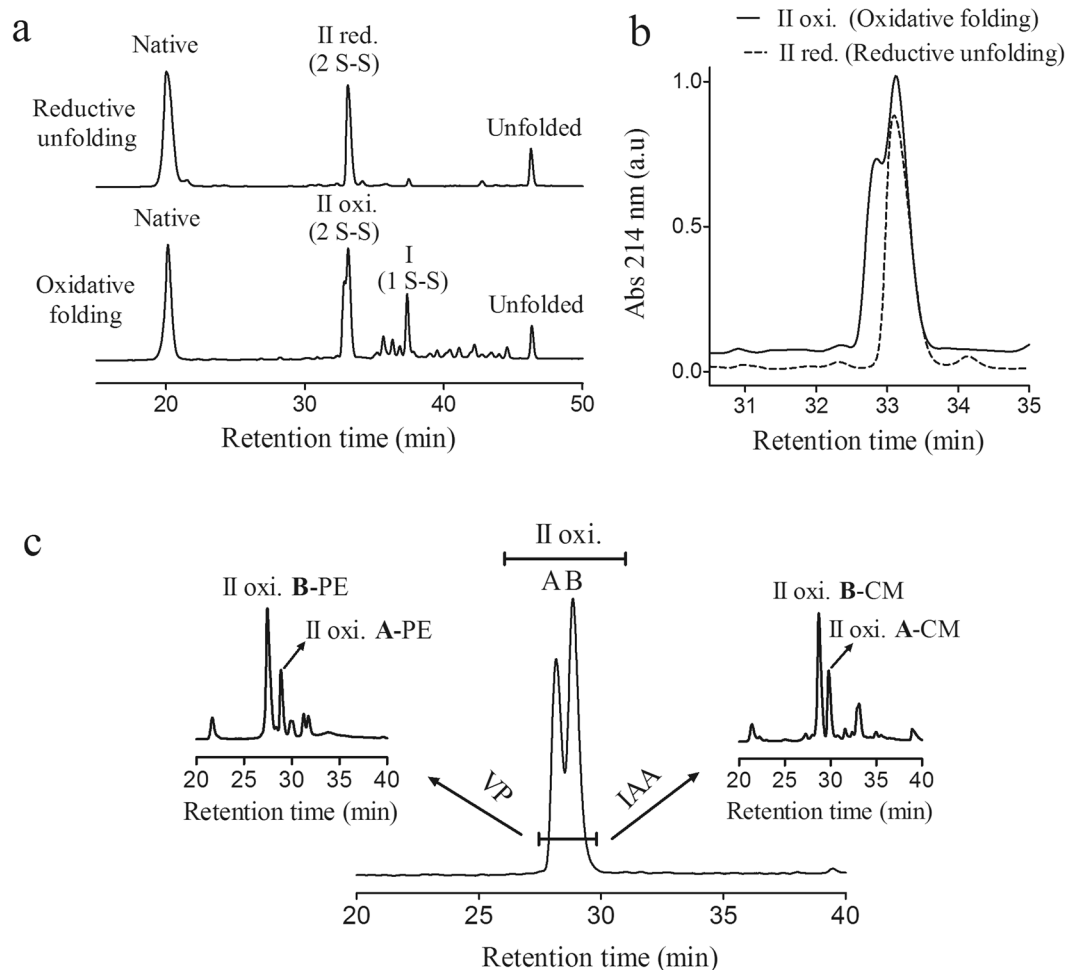 a
Native
II red.
(2 S-S)
Reductive
unfolding
Unfolded
Native
II oxi.
(2 S-S)
I
(1 S-S)
Oxidative
folding
Unfolded
20 30 40 50
Retention time (min)
b
II oxi. (Oxidative folding)
II red. (Reductive unfolding)
1.0
0.5
0.0
Abs 214 nm (a.u)
31 32 33 34 35
Retention time (min)
c
II oxi.
A B
II oxi. B-PE
II oxi. A-PE
20 25 30 35 40
Retention time (min)
VP
IAA
II oxi. B-CM
II oxi. A-CM
20 25 30 35 40
Retention time (min)
20 25 30 35 40
Retention time (min)